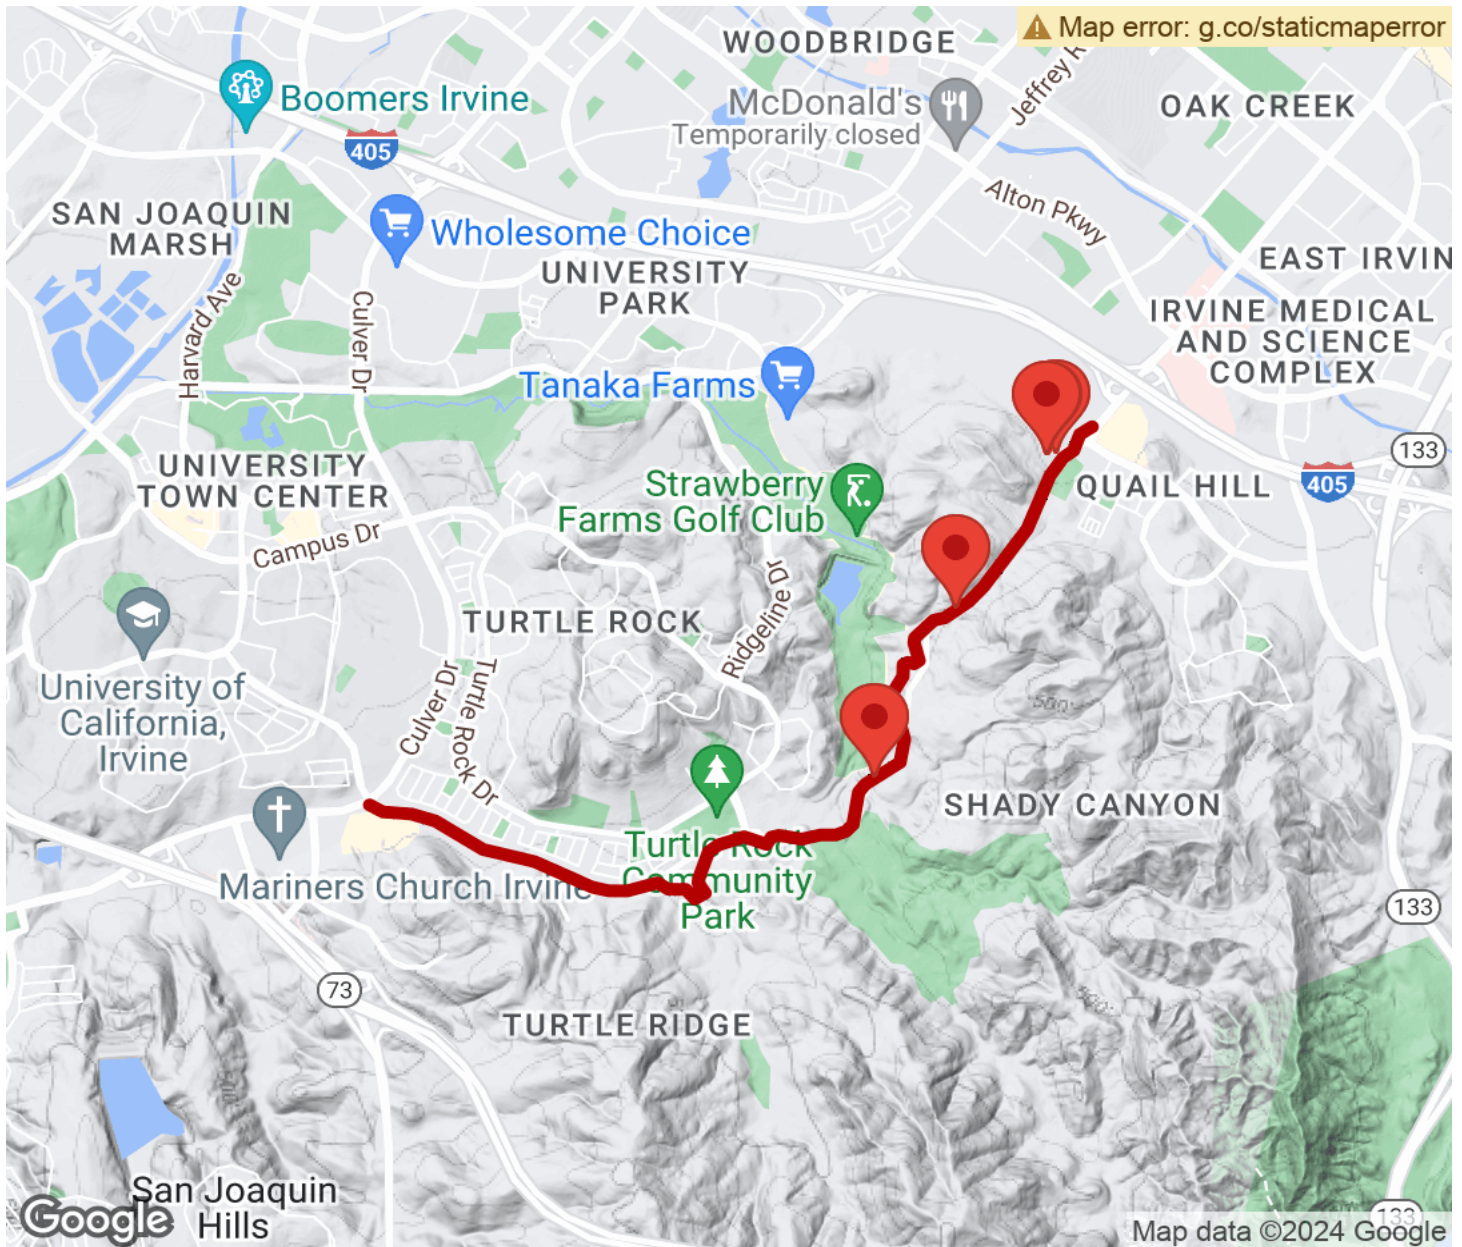 Map error: g.co/staticmaperror
WOODBRIDGE
Boomers Irvine
McDonald's
Temporarily closed
Jeffrey R
OAK CREEK
405
Alton Pkwy
SAN JOAQUIN
MARSH
Wholesome Choice
UNIVERSITY
PARK
EAST IRVIN
Harvard Ave
Culver Dr
IRVINE MEDICAL
AND SCIENCE
COMPLEX
Tanaka Farms
133
UNIVERSITY
TOWN CENTER
Strawberry
Farms Golf Club
QUAIL HILL
405
Campus Dr
TURTLE ROCK
Ridgeline Dr
University of
California,
Irvine
Culver Dr
Turtle Rock Dr
SHADY CANYON
Turtle Rock
Community
Park
Mariners Church Irvine
133
73
TURTLE RIDGE
San Joaquin
Hills
133
Google
Map data ©2024 Google